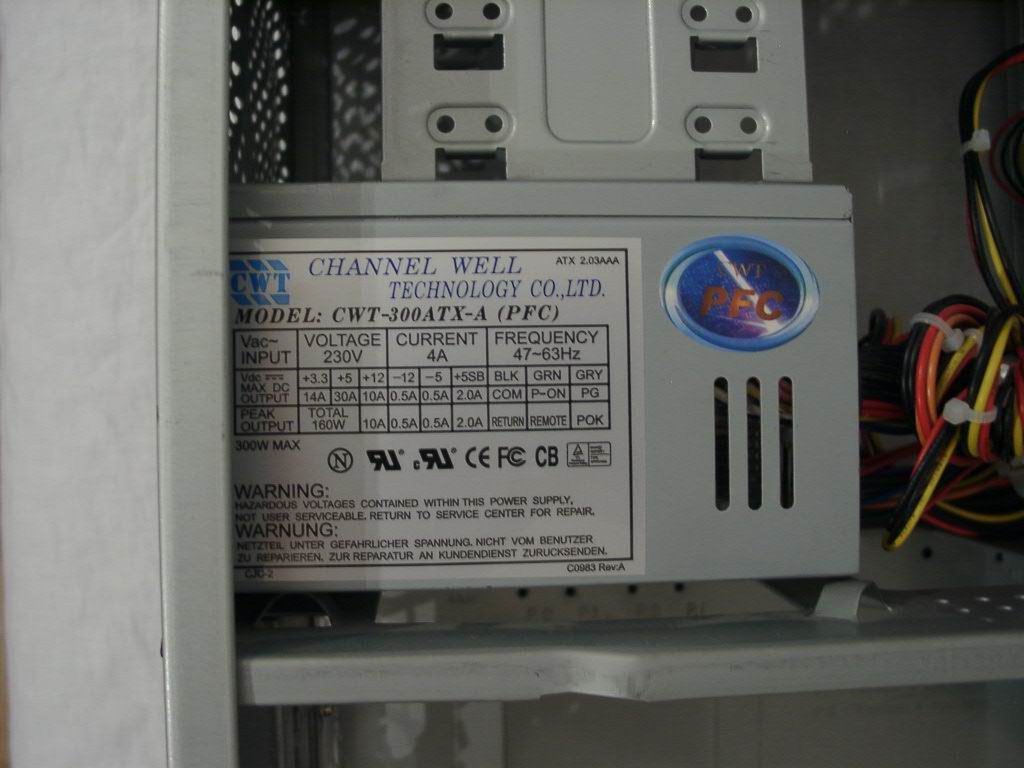 CWT
CHANNEL WELL
ATX 2.03AAA
TECHNOLOGY CO.,LTD.
MODEL: CWT-300ATX-A (PFC)
Vac~ INPUT VOLTAGE 230V CURRENT 4A FREQUENCY 47~63Hz
Vdc MAX DC OUTPUT +3.3 +5 +12 −12 −5 +5SB BLK GRN GRY
14A 30A 10A 0.5A 0.5A 2.0A COM P-ON PG
PEAK OUTPUT TOTAL 160W 10A 0.5A 0.5A 2.0A RETURN REMOTE POK
300W MAX
N RU c RU CE FC CB
WARNING:
HAZARDOUS VOLTAGES CONTAINED WITHIN THIS POWER SUPPLY,
NOT USER SERVICEABLE. RETURN TO SERVICE CENTER FOR REPAIR.
WARNUNG:
NETZTEIL UNTER GEFAHRLICHER SPANNUNG. NICHT VOM BENUTZER
ZU REPARIEREN. ZUR REPARATUR AN KUNDENDIENST ZURUCKSENDEN.
CJC-2
C0983 Rev:A
CWT
PFC